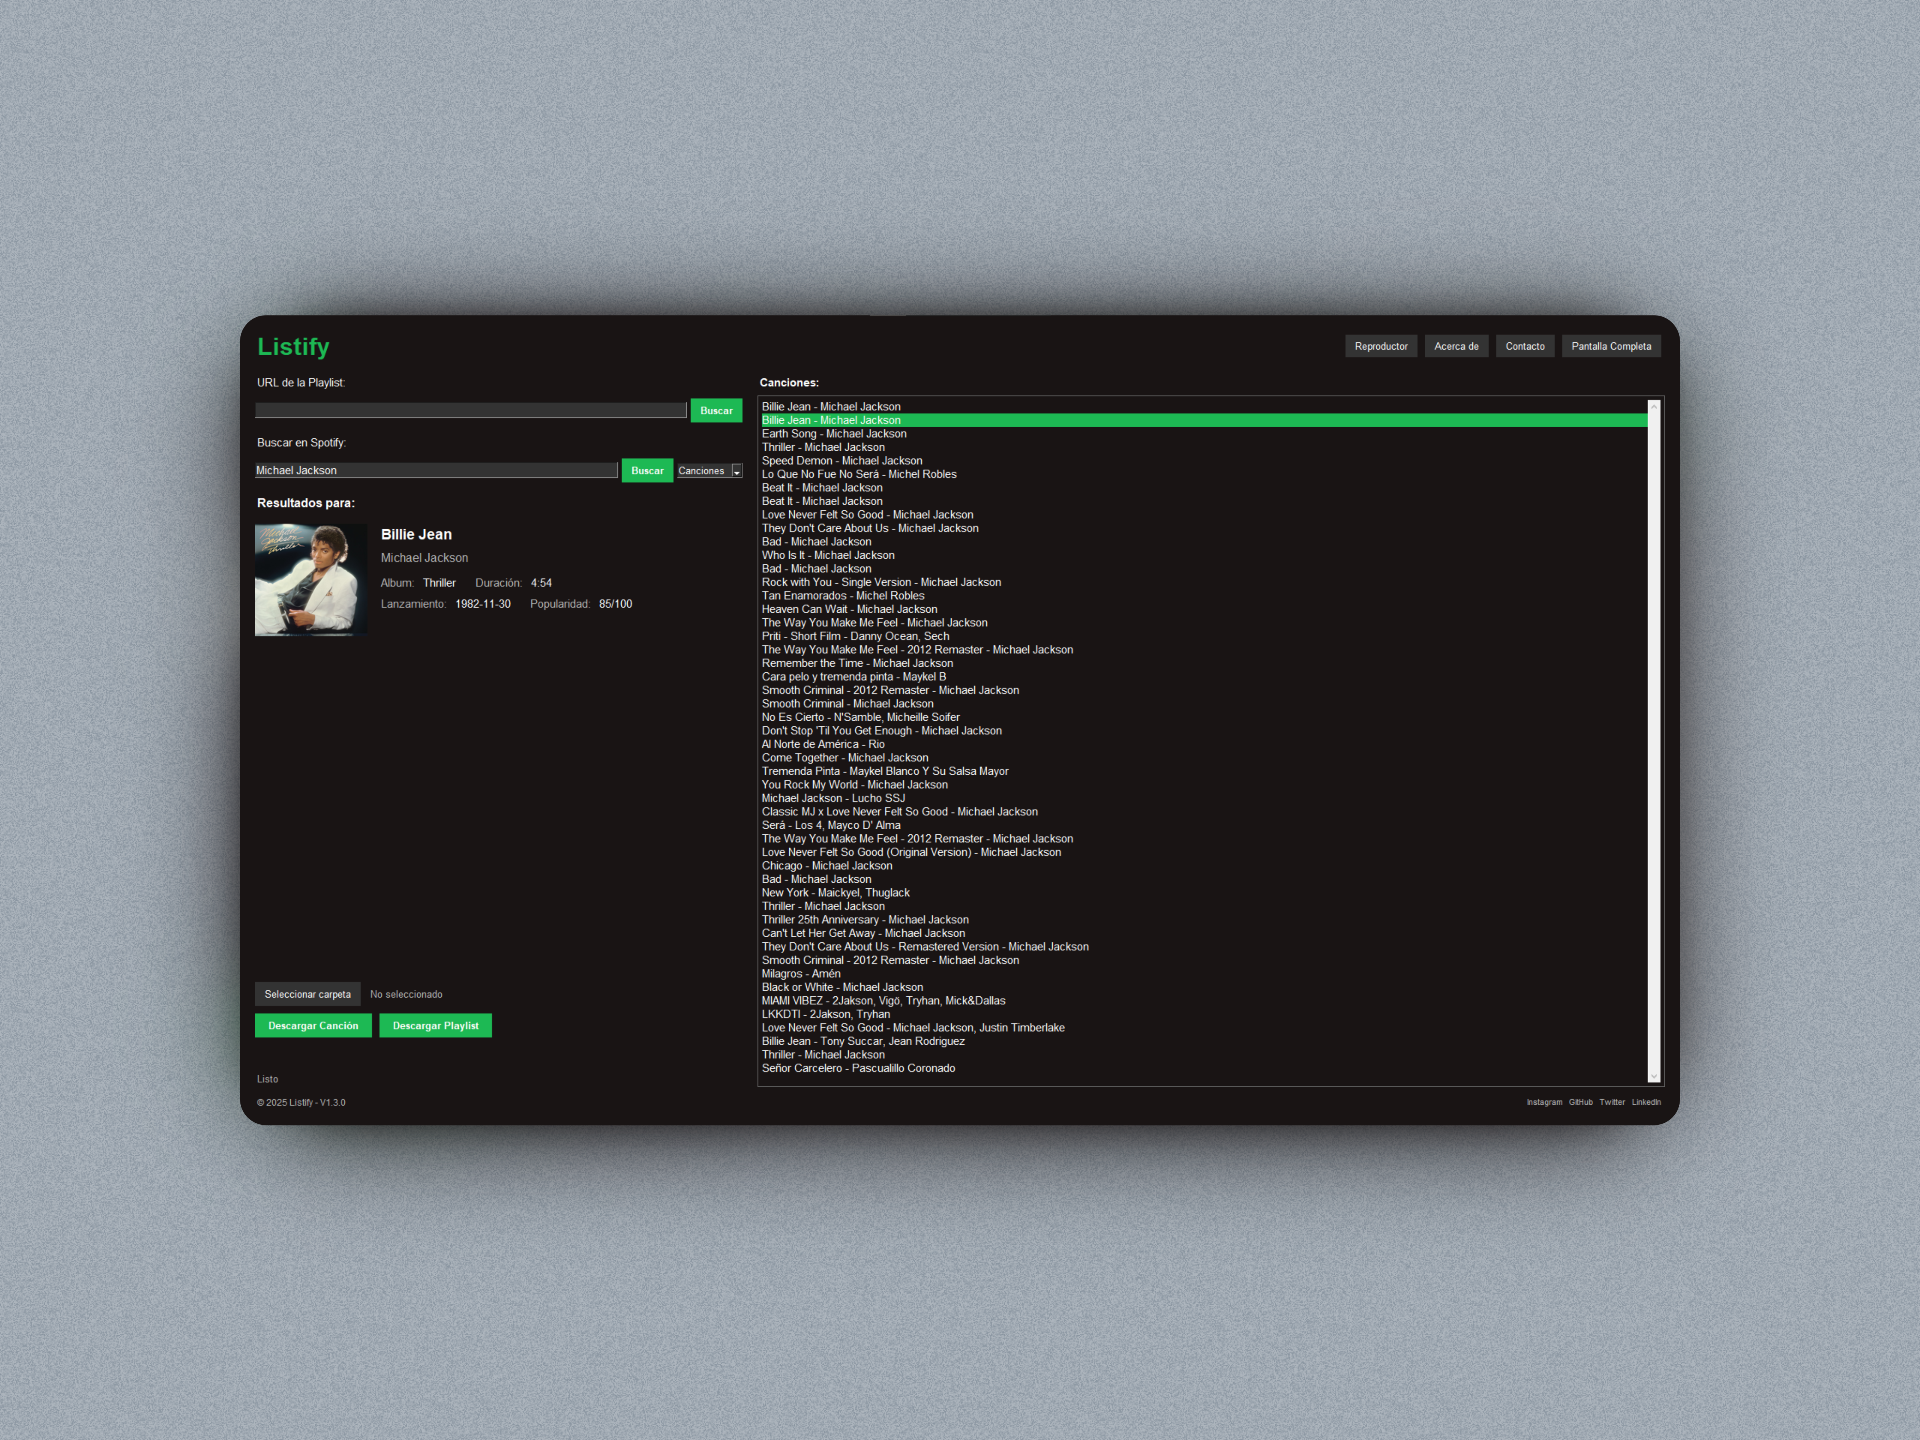 Listify
Reproductor Acerca de Contacto Pantalla Completa
URL de la Playlist:
Buscar
Buscar en Spotify:
Michael Jackson Buscar Canciones
Resultados para:
Michael Jackson Thriller
Billie Jean
Michael Jackson
Album: Thriller Duración: 4:54
Lanzamiento: 1982-11-30 Popularidad: 85/100
Seleccionar carpeta No seleccionado
Descargar Canción Descargar Playlist
Listo
Canciones:
Billie Jean - Michael Jackson
Billie Jean - Michael Jackson
Earth Song - Michael Jackson
Thriller - Michael Jackson
Speed Demon - Michael Jackson
Lo Que No Fue No Será - Michel Robles
Beat It - Michael Jackson
Beat It - Michael Jackson
Love Never Felt So Good - Michael Jackson
They Don't Care About Us - Michael Jackson
Bad - Michael Jackson
Who Is It - Michael Jackson
Bad - Michael Jackson
Rock with You - Single Version - Michael Jackson
Tan Enamorados - Michel Robles
Heaven Can Wait - Michael Jackson
The Way You Make Me Feel - Michael Jackson
Priti - Short Film - Danny Ocean, Sech
The Way You Make Me Feel - 2012 Remaster - Michael Jackson
Remember the Time - Michael Jackson
Cara pelo y tremenda pinta - Maykel B
Smooth Criminal - 2012 Remaster - Michael Jackson
Smooth Criminal - Michael Jackson
No Es Cierto - N'Samble, Micheille Soifer
Don't Stop 'Til You Get Enough - Michael Jackson
Al Norte de América - Rio
Come Together - Michael Jackson
Tremenda Pinta - Maykel Blanco Y Su Salsa Mayor
You Rock My World - Michael Jackson
Michael Jackson - Lucho SSJ
Classic MJ x Love Never Felt So Good - Michael Jackson
Será - Los 4, Mayco D' Alma
The Way You Make Me Feel - 2012 Remaster - Michael Jackson
Love Never Felt So Good (Original Version) - Michael Jackson
Chicago - Michael Jackson
Bad - Michael Jackson
New York - Maickyel, Thuglack
Thriller - Michael Jackson
Thriller 25th Anniversary - Michael Jackson
Can't Let Her Get Away - Michael Jackson
They Don't Care About Us - Remastered Version - Michael Jackson
Smooth Criminal - 2012 Remaster - Michael Jackson
Milagros - Amén
Black or White - Michael Jackson
MIAMI VIBEZ - 2Jakson, Vigö, Tryhan, Mick&Dallas
LKKDTI - 2Jakson, Tryhan
Love Never Felt So Good - Michael Jackson, Justin Timberlake
Billie Jean - Tony Succar, Jean Rodriguez
Thriller - Michael Jackson
Señor Carcelero - Pascualillo Coronado
© 2025 Listify - V1.3.0
Instagram GitHub Twitter LinkedIn